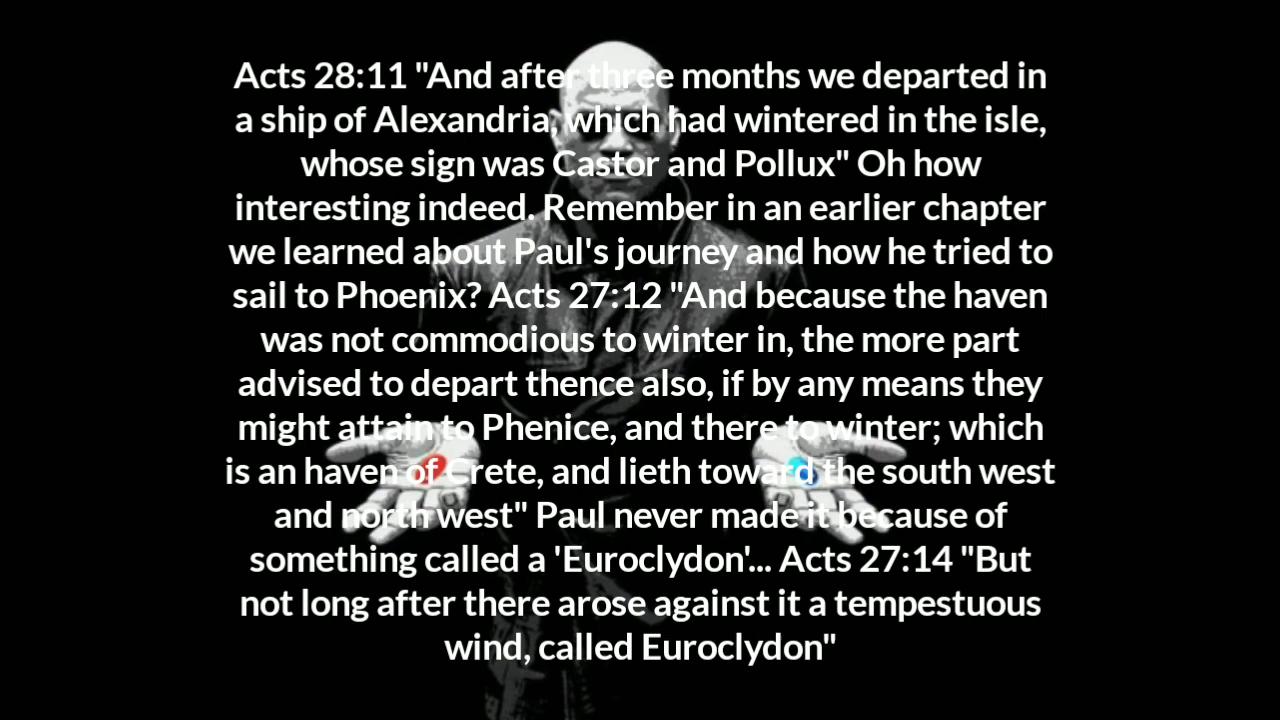 Acts 28:11 "And after three months we departed in
a ship of Alexandria, which had wintered in the isle,
whose sign was Castor and Pollux" Oh how
interesting indeed. Remember in an earlier chapter
we learned about Paul's journey and how he tried to
sail to Phoenix? Acts 27:12 "And because the haven
was not commodious to winter in, the more part
advised to depart thence also, if by any means they
might attain to Phenice, and there to winter; which
is an haven of Crete, and lieth toward the south west
and north west" Paul never made it because of
something called a 'Euroclydon'... Acts 27:14 "But
not long after there arose against it a tempestuous
wind, called Euroclydon"